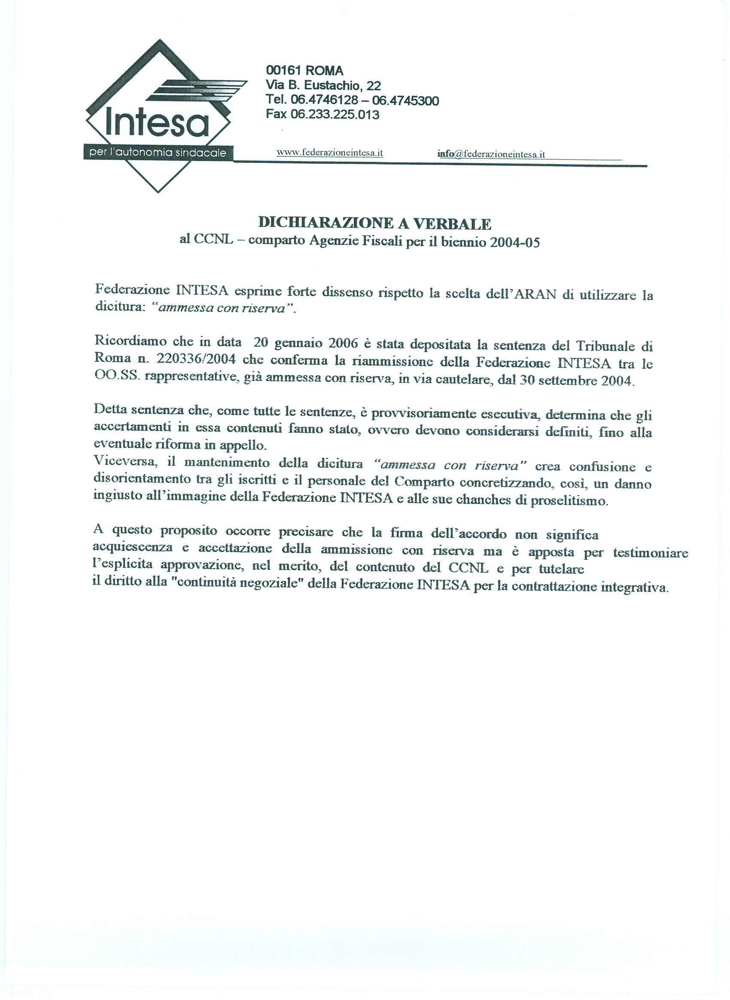 00161 ROMA
Via B. Eustachio, 22
Tel. 06.4746128 – 06.4745300
Fax 06.233.225.013
Intesa
per l'autonomia sindacale
www.federazioneintesa.it info@federazioneintesa.it
DICHIARAZIONE A VERBALE
al CCNL – comparto Agenzie Fiscali per il biennio 2004-05
Federazione INTESA esprime forte dissenso rispetto la scelta dell’ARAN di utilizzare la
dicitura: “ammessa con riserva”.
Ricordiamo che in data 20 gennaio 2006 è stata depositata la sentenza del Tribunale di
Roma n. 220336/2004 che conferma la riammissione della Federazione INTESA tra le
OO.SS. rappresentative, già ammessa con riserva, in via cautelare, dal 30 settembre 2004.
Detta sentenza che, come tutte le sentenze, è provvisoriamente esecutiva, determina che gli
accertamenti in essa contenuti fanno stato, ovvero devono considerarsi definiti, fino alla
eventuale riforma in appello.
Viceversa, il mantenimento della dicitura “ammessa con riserva” crea confusione e
disorientamento tra gli iscritti e il personale del Comparto concretizzando, così, un danno
ingiusto all’immagine della Federazione INTESA e alle sue chanches di proselitismo.
A questo proposito occorre precisare che la firma dell’accordo non significa
acquiescenza e accettazione della ammissione con riserva ma è apposta per testimoniare
l’esplicita approvazione, nel merito, del contenuto del CCNL e per tutelare
il diritto alla "continuità negoziale" della Federazione INTESA per la contrattazione integrativa.